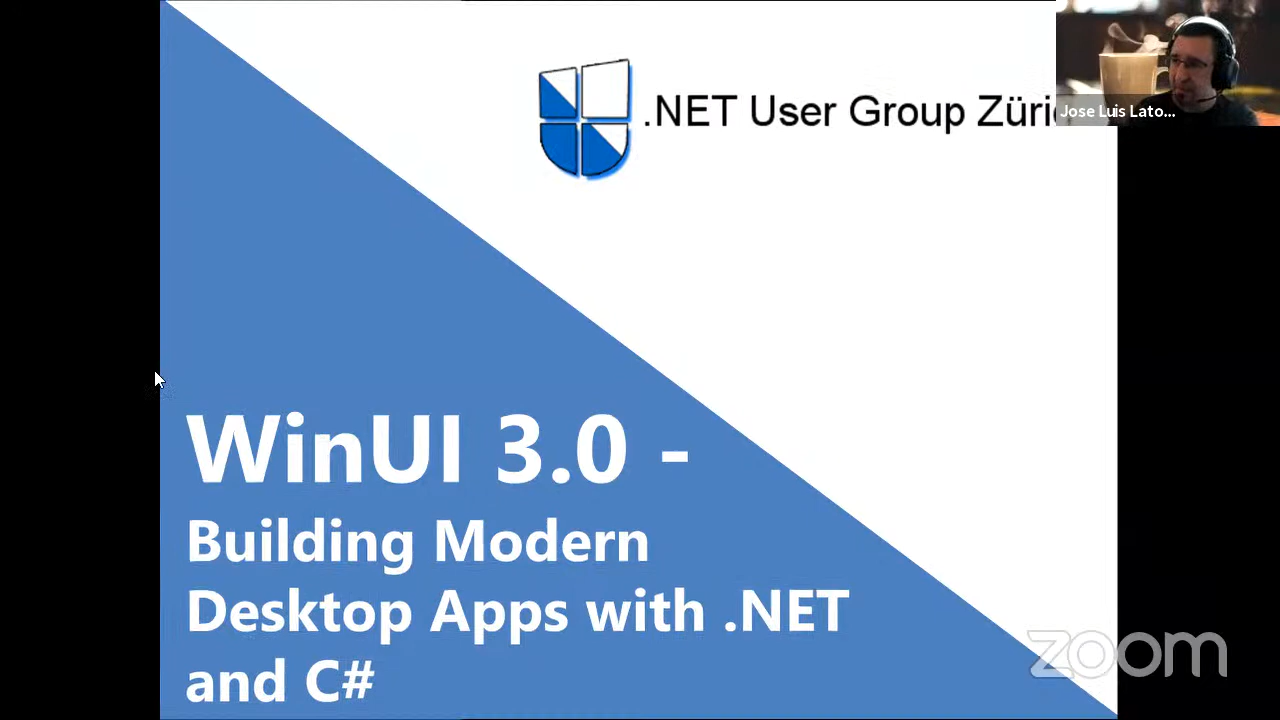 .NET User Group Züri
Jose Luis Lato...
WinUI 3.0 -
Building Modern
Desktop Apps with .NET
and C#
zoom